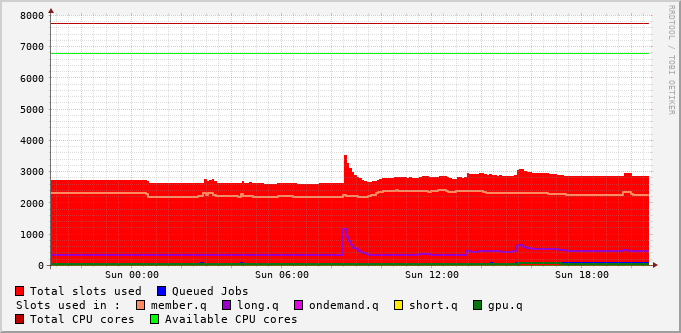 8000
7000
6000
5000
4000
3000
2000
1000
0
Sun 00:00 Sun 06:00 Sun 12:00 Sun 18:00
RRDTOOL / TOBI OETIKER
Total slots used Queued Jobs
Slots used in : member.q long.q ondemand.q short.q gpu.q
Total CPU cores Available CPU cores